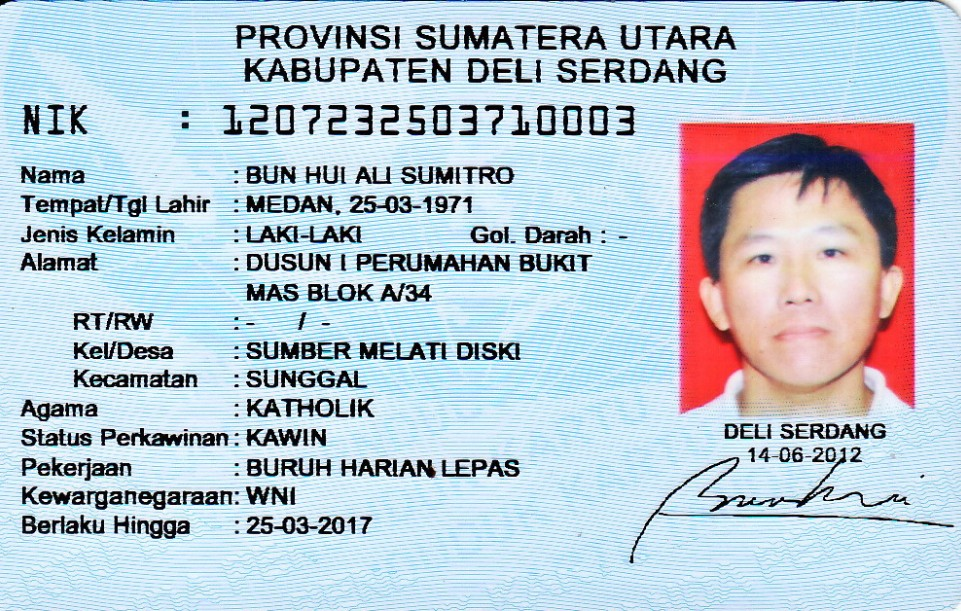 PROVINSI SUMATERA UTARA
KABUPATEN DELI SERDANG
NIK : 1207232503710003
Nama : BUN HUI ALI SUMITRO
Tempat/Tgl Lahir : MEDAN, 25-03-1971
Jenis Kelamin : LAKI-LAKI Gol. Darah : -
Alamat : DUSUN I PERUMAHAN BUKIT
MAS BLOK A/34
RT/RW : - / -
Kel/Desa : SUMBER MELATI DISKI
Kecamatan : SUNGGAL
Agama : KATHOLIK
Status Perkawinan : KAWIN
Pekerjaan : BURUH HARIAN LEPAS
Kewarganegaraan: WNI
Berlaku Hingga : 25-03-2017
DELI SERDANG
14-06-2012